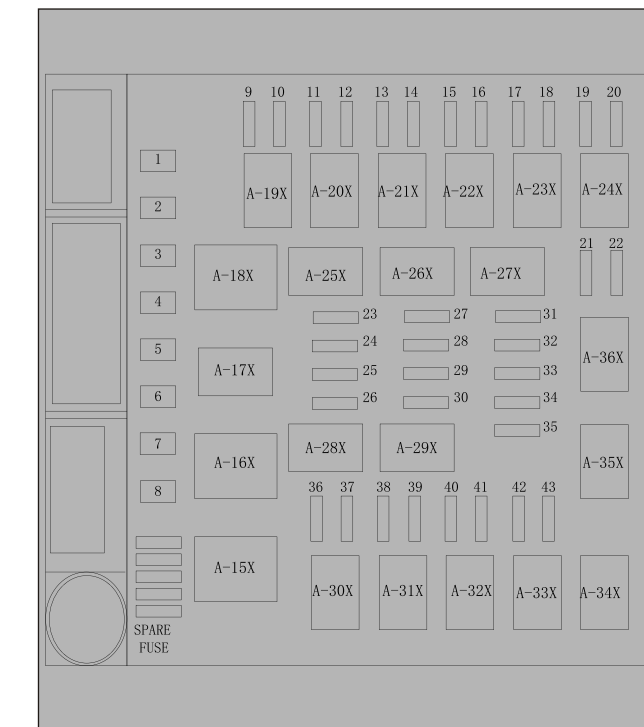 9 10 11 12 13 14 15 16 17 18 19 20
1
A-19X A-20X A-21X A-22X A-23X A-24X
2
21 22
3
A-18X A-25X A-26X A-27X
4
23 27 31
24 28 32
5
A-17X
25 29 33
A-36X
6
26 30 34
35
7
A-16X A-28X A-29X
A-35X
8
36 37 38 39 40 41 42 43
A-15X
A-30X A-31X A-32X A-33X A-34X
SPARE
FUSE